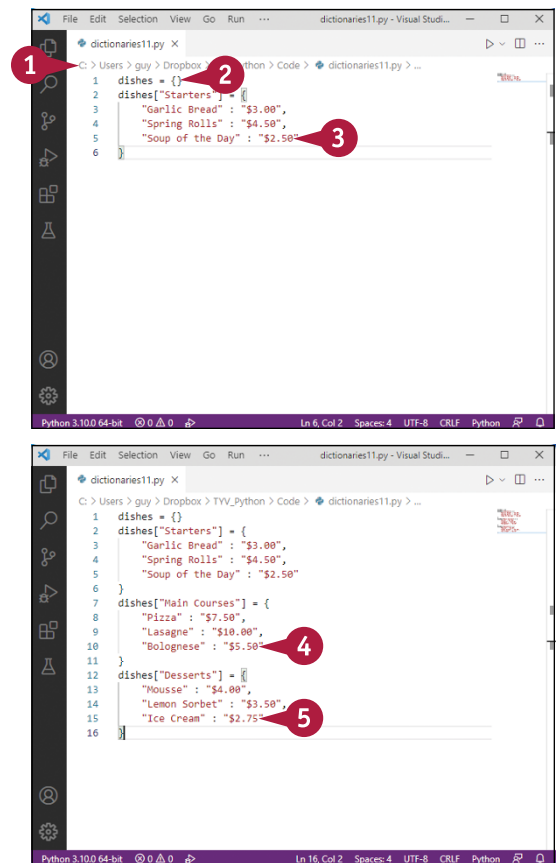 File Edit Selection View Go Run ··· dictionaries11.py - Visual Studi...
dictionaries11.py
1
C: > Users > guy > Dropbox > Python > Code > dictionaries11.py > ...
1 dishes = {}
2
2 dishes["Starters"] = {
3 "Garlic Bread" : "$3.00",
4 "Spring Rolls" : "$4.50",
5 "Soup of the Day" : "$2.50"
3
6 }
Python 3.10.0 64-bit 0 0 Ln 6, Col 2 Spaces: 4 UTF-8 CRLF Python
File Edit Selection View Go Run ··· dictionaries11.py - Visual Studi...
dictionaries11.py
C: > Users > guy > Dropbox > TYV_Python > Code > dictionaries11.py > ...
1 dishes = {}
2 dishes["Starters"] = {
3 "Garlic Bread" : "$3.00",
4 "Spring Rolls" : "$4.50",
5 "Soup of the Day" : "$2.50"
6 }
7 dishes["Main Courses"] = {
8 "Pizza" : "$7.50",
9 "Lasagne" : "$10.00",
10 "Bolognese" : "$5.50"
4
11 }
12 dishes["Desserts"] = {
13 "Mousse" : "$4.00",
14 "Lemon Sorbet" : "$3.50",
15 "Ice Cream" : "$2.75"
5
16 }
Python 3.10.0 64-bit 0 0 Ln 16, Col 2 Spaces: 4 UTF-8 CRLF Python